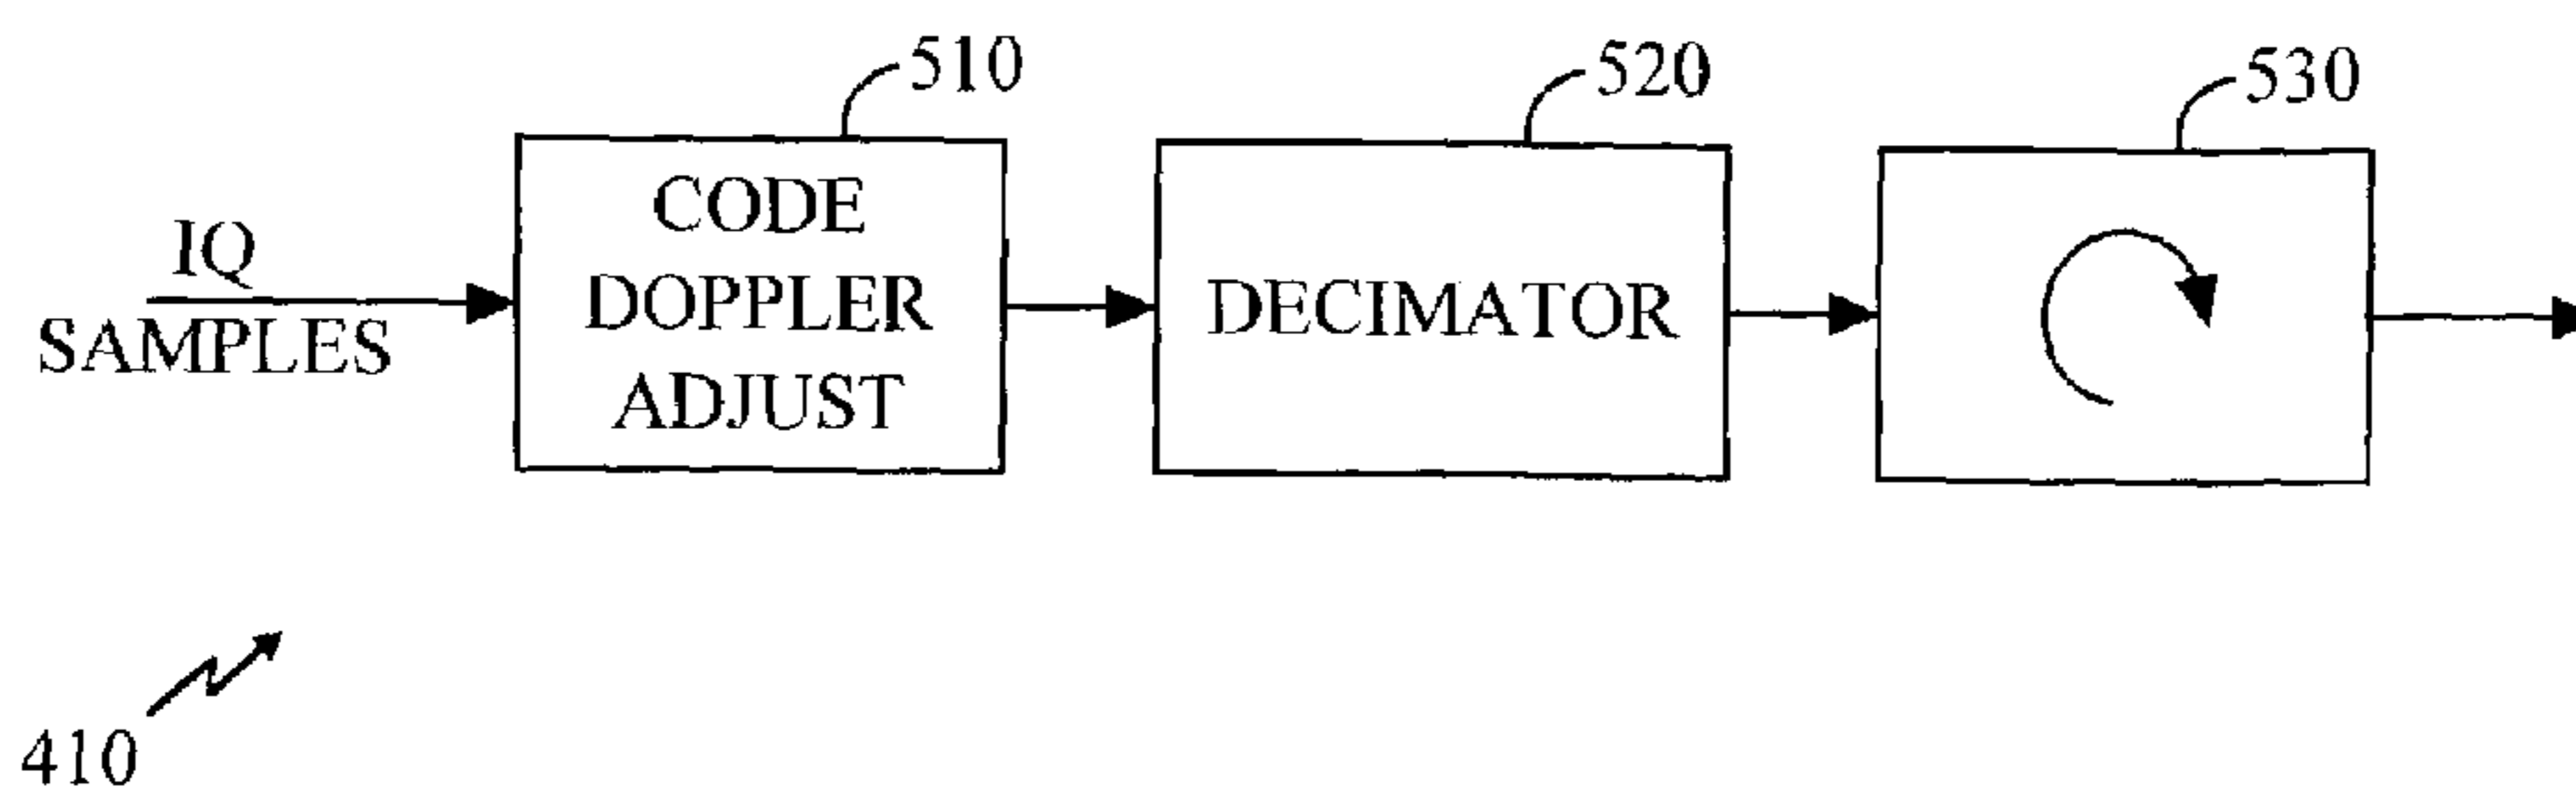 510
520
530
IQ
SAMPLES
CODE
DOPPLER
ADJUST
DECIMATOR
410